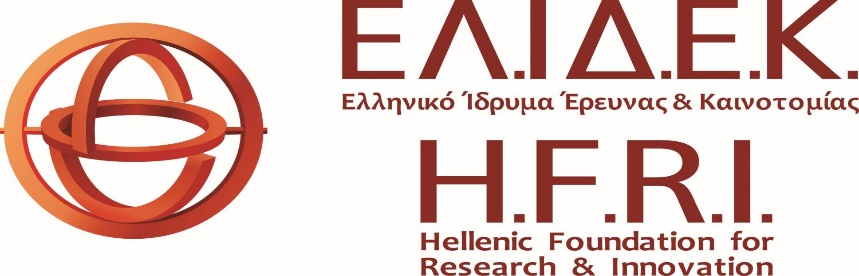 ΕΛ.ΙΔ.Ε.Κ.
Ελληνικό Ίδρυμα Έρευνας & Καινοτομίας
H.F.R.I.
Hellenic Foundation for
Research & Innovation